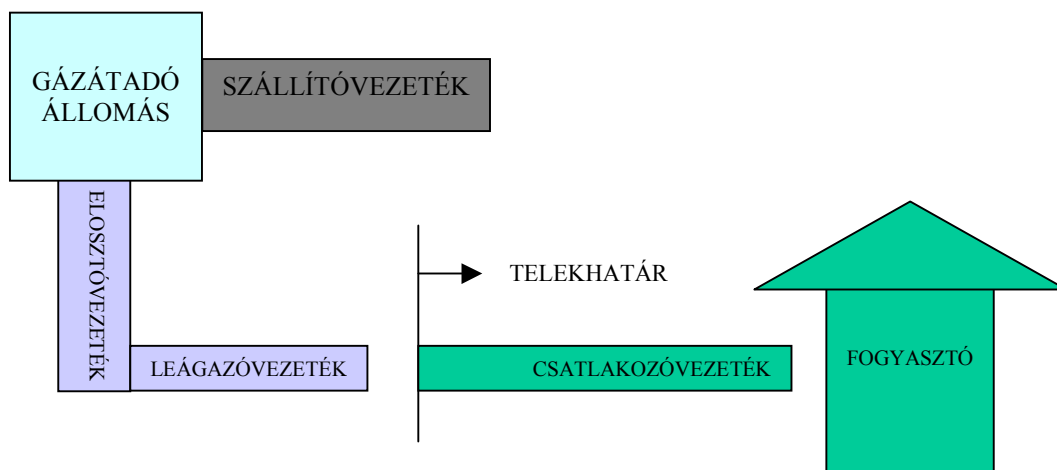 GÁZÁTADÓ
ÁLLOMÁS
SZÁLLÍTÓVEZETÉK
ELOSZTÓVEZETÉK
TELEKHATÁR
LEÁGAZÓVEZETÉK
CSATLAKOZÓVEZETÉK
FOGYASZTÓ